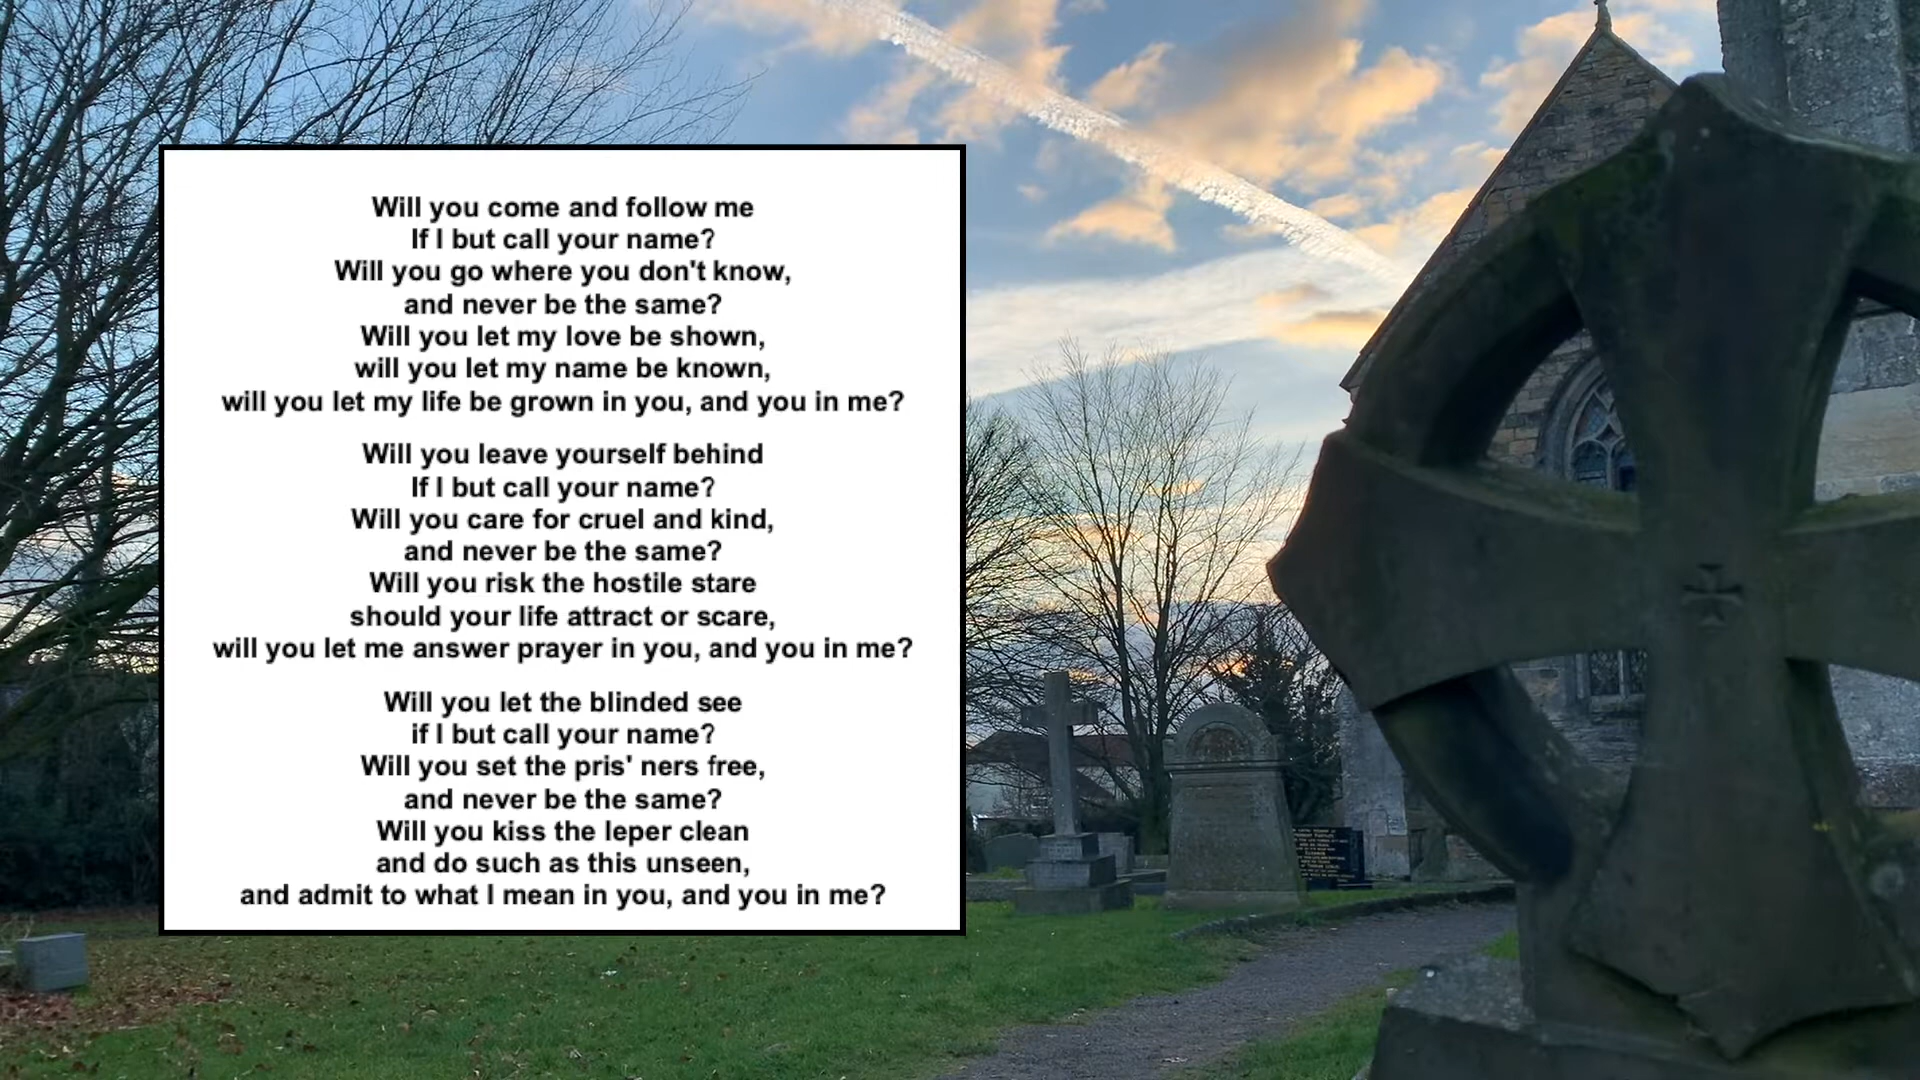 Will you come and follow me
If I but call your name?
Will you go where you don't know,
and never be the same?
Will you let my love be shown,
will you let my name be known,
will you let my life be grown in you, and you in me?
Will you leave yourself behind
If I but call your name?
Will you care for cruel and kind,
and never be the same?
Will you risk the hostile stare
should your life attract or scare,
will you let me answer prayer in you, and you in me?
Will you let the blinded see
if I but call your name?
Will you set the pris' ners free,
and never be the same?
Will you kiss the leper clean
and do such as this unseen,
and admit to what I mean in you, and you in me?